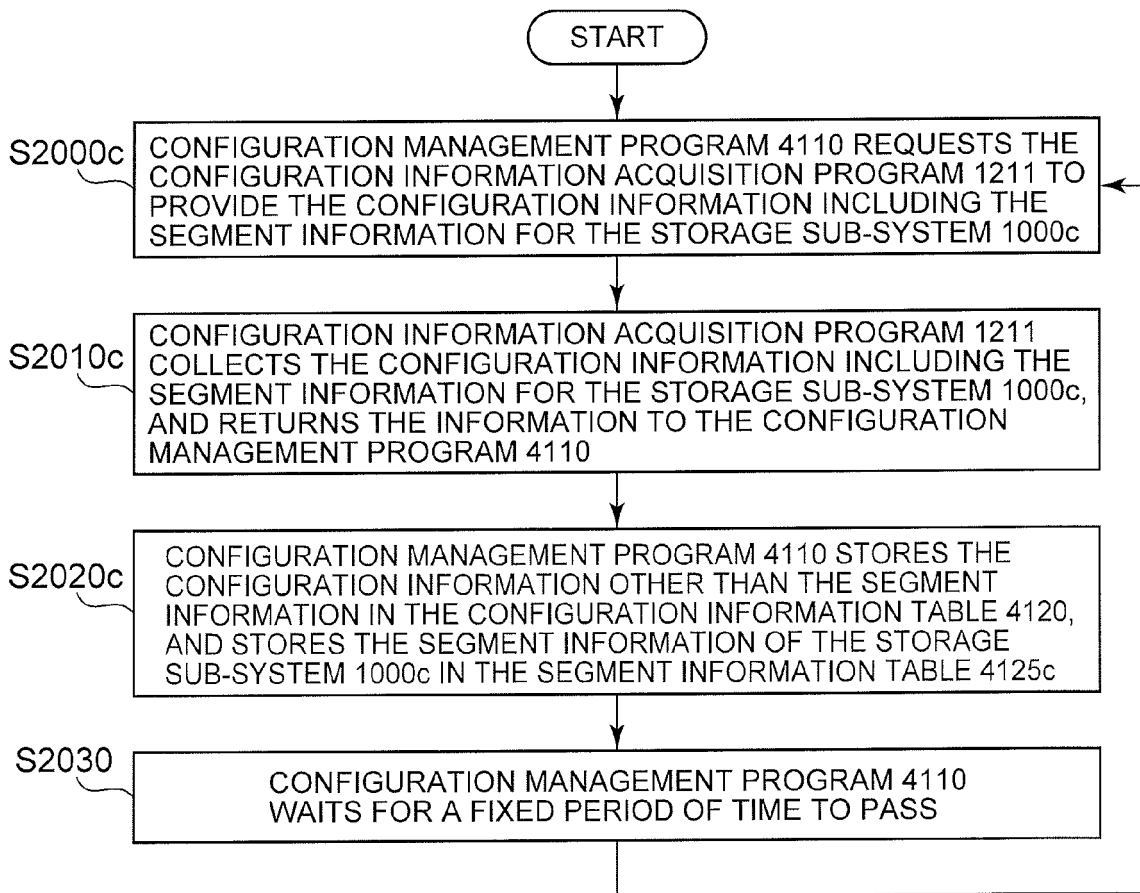 START
S2000c
CONFIGURATION MANAGEMENT PROGRAM 4110 REQUESTS THE
CONFIGURATION INFORMATION ACQUISITION PROGRAM 1211 TO
PROVIDE THE CONFIGURATION INFORMATION INCLUDING THE
SEGMENT INFORMATION FOR THE STORAGE SUB-SYSTEM 1000c
S2010c
CONFIGURATION INFORMATION ACQUISITION PROGRAM 1211
COLLECTS THE CONFIGURATION INFORMATION INCLUDING THE
SEGMENT INFORMATION FOR THE STORAGE SUB-SYSTEM 1000c,
AND RETURNS THE INFORMATION TO THE CONFIGURATION
MANAGEMENT PROGRAM 4110
S2020c
CONFIGURATION MANAGEMENT PROGRAM 4110 STORES THE
CONFIGURATION INFORMATION OTHER THAN THE SEGMENT
INFORMATION IN THE CONFIGURATION INFORMATION TABLE 4120,
AND STORES THE SEGMENT INFORMATION OF THE STORAGE
SUB-SYSTEM 1000c IN THE SEGMENT INFORMATION TABLE 4125c
S2030
CONFIGURATION MANAGEMENT PROGRAM 4110
WAITS FOR A FIXED PERIOD OF TIME TO PASS